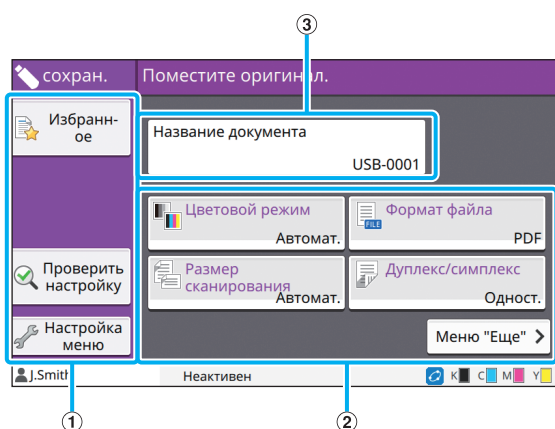 ③
сохран.
Поместите оригинал.
Избранн-
ое
Название документа
USB-0001
Цветовой режим
Автомат.
Формат файла
FILE
PDF
Проверить
настройку
Размер
сканирования
Автомат.
Дуплекс/симплекс
Одност.
Настройка
меню
Меню "Еще"
J.Smith
Неактивен
K C M Y
① ②